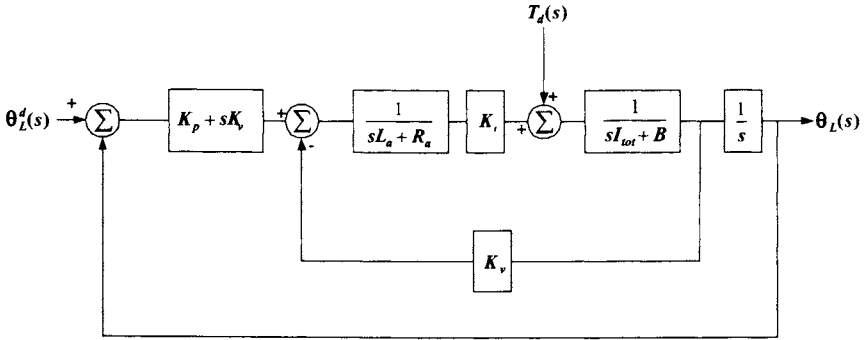 T_d(s)
θ_L^d(s) + Σ K_p + sK_v + - Σ 1/(sL_a + R_a) K_t + + Σ 1/(sI_tot + B) 1/s θ_L(s)
K_v